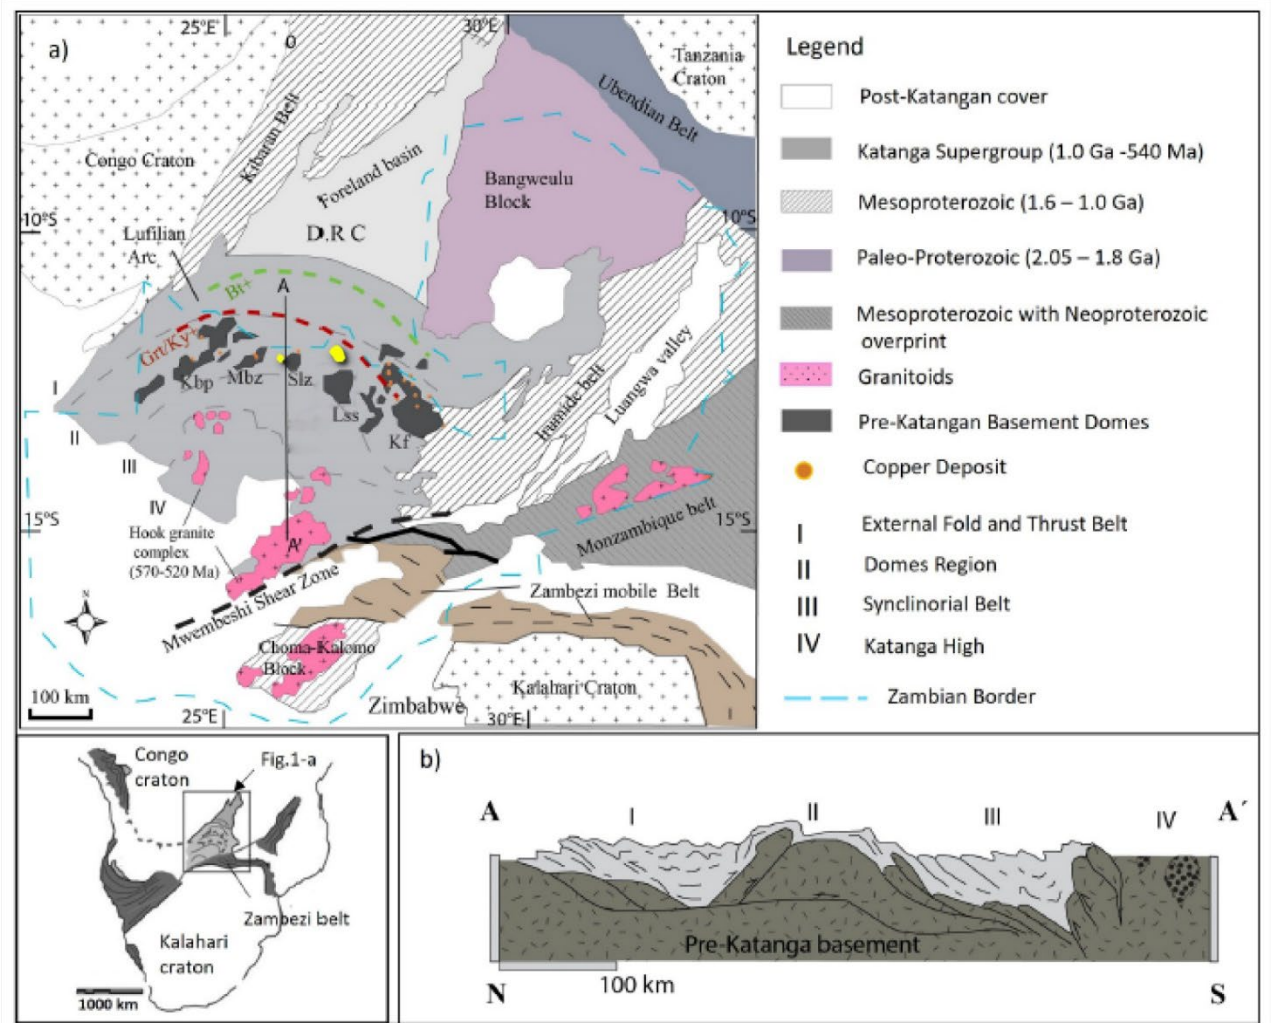 a)
25°E
0
30°E
Tanzania
Craton
Ubendian Belt
Kibaran Belt
Congo Craton
Foreland basin
Bangweulu
Block
10°S
10°S
D.R C
Lufilian
Arc
Bt+
A
Grt/Ky+
Kbp
Mbz
Slz
Lss
Kf
I
II
III
IV
Irumide belt
Luangwa valley
15°S
15°S
Hook granite
complex
(570-520 Ma)
A'
Monzambique belt
Mwembeshi Shear Zone
Zambezi mobile Belt
N
Choma-Kalomo
Block
Kalahari Craton
Zimbabwe
100 km
25°E
30°E
Legend
Post-Katangan cover
Katanga Supergroup (1.0 Ga -540 Ma)
Mesoproterozoic (1.6 – 1.0 Ga)
Paleo-Proterozoic (2.05 – 1.8 Ga)
Mesoproterozoic with Neoproterozoic
overprint
Granitoids
Pre-Katangan Basement Domes
Copper Deposit
I External Fold and Thrust Belt
II Domes Region
III Synclinorial Belt
IV Katanga High
Zambian Border
Congo
craton
Fig.1-a
Zambezi belt
Kalahari
craton
1000 km
b)
A I II III IV A´
Pre-Katanga basement
100 km
N S